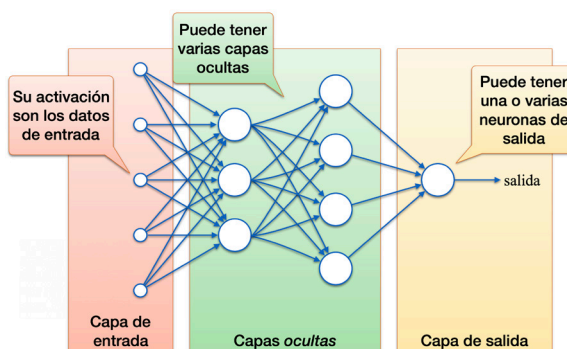 Puede tener
varias capas
ocultas
Su activación
son los datos
de entrada
Puede tener
una o varias
neuronas de
salida
salida
Capa de
entrada
Capas ocultas
Capa de salida